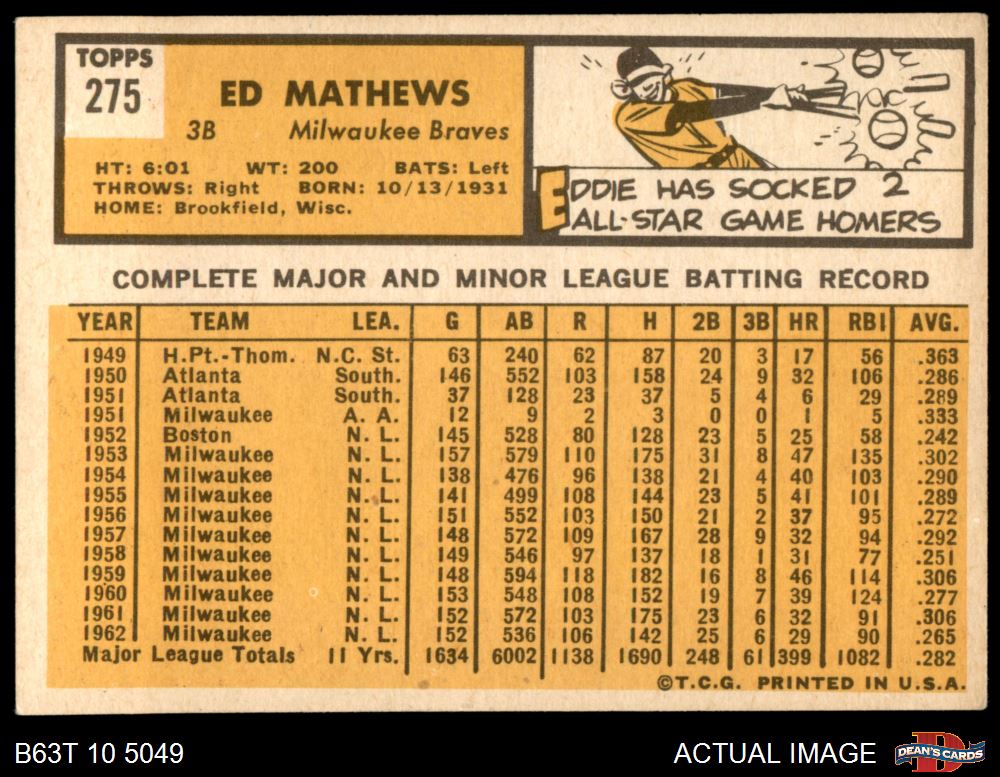 TOPPS
275
ED MATHEWS
3B Milwaukee Braves
HT: 6:01 WT: 200 BATS: Left
THROWS: Right BORN: 10/13/1931
HOME: Brookfield, Wisc.
EDDIE HAS SOCKED 2
ALL-STAR GAME HOMERS
COMPLETE MAJOR AND MINOR LEAGUE BATTING RECORD
YEAR TEAM LEA. G AB R H 2B 3B HR RBI AVG.
1949 H.Pt.-Thom. N.C. St. 63 240 62 87 20 3 17 56 .363
1950 Atlanta South. 146 552 103 158 24 9 32 106 .286
1951 Atlanta South. 37 128 23 37 5 4 6 29 .289
1951 Milwaukee A. A. 12 9 2 3 0 0 1 5 .333
1952 Boston N. L. 145 528 80 128 23 5 25 58 .242
1953 Milwaukee N. L. 157 579 110 175 31 8 47 135 .302
1954 Milwaukee N. L. 138 476 96 138 21 4 40 103 .290
1955 Milwaukee N. L. 141 499 108 144 23 5 41 101 .289
1956 Milwaukee N. L. 151 552 103 150 21 2 37 95 .272
1957 Milwaukee N. L. 148 572 109 167 28 9 32 94 .292
1958 Milwaukee N. L. 149 546 97 137 18 1 31 77 .251
1959 Milwaukee N. L. 148 594 118 182 16 8 46 114 .306
1960 Milwaukee N. L. 153 548 108 152 19 7 39 124 .277
1961 Milwaukee N. L. 152 572 103 175 23 6 32 91 .306
1962 Milwaukee N. L. 152 536 106 142 25 6 29 90 .265
Major League Totals 11 Yrs. 1634 6002 1138 1690 248 61 399 1082 .282
©T.C.G. PRINTED IN U.S.A.
B63T 10 5049 ACTUAL IMAGE D DEAN'S CARDS